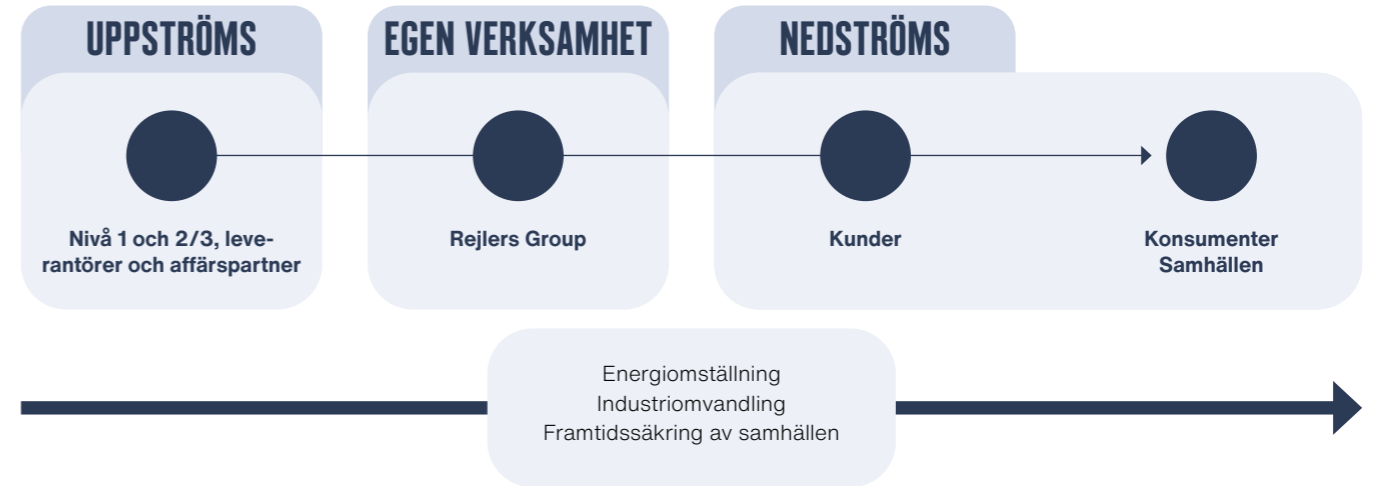 UPPSTRÖMS
EGEN VERKSAMHET
NEDSTRÖMS
Nivå 1 och 2/3, leve-
rantörer och affärspartner
Rejlers Group
Kunder
Konsumenter
Samhällen
Energiomställning
Industriomvandling
Framtidssäkring av samhällen